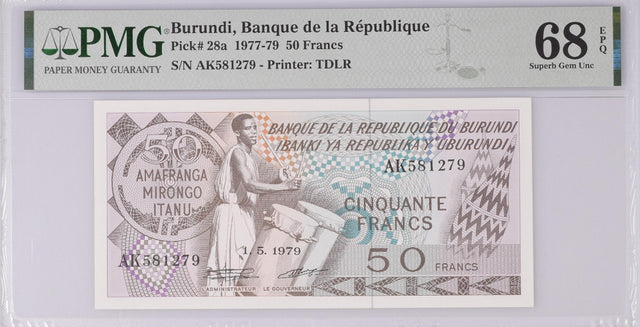 PMG
PAPER MONEY GUARANTY
Burundi, Banque de la République
Pick# 28a 1977-79 50 Francs
S/N AK581279 - Printer: TDLR
68 EPQ
Superb Gem Unc
50
AMAFRANGA
MIRONGO
ITANU
BANQUE DE LA REPUBLIQUE DU BURUNDI
IBANKI YA REPUBLIKA Y'UBURUNDI
AK581279
CINQUANTE
FRANCS
1.5.1979
AK581279
50 FRANCS
L'ADMINISTRATEUR LE GOUVERNEUR